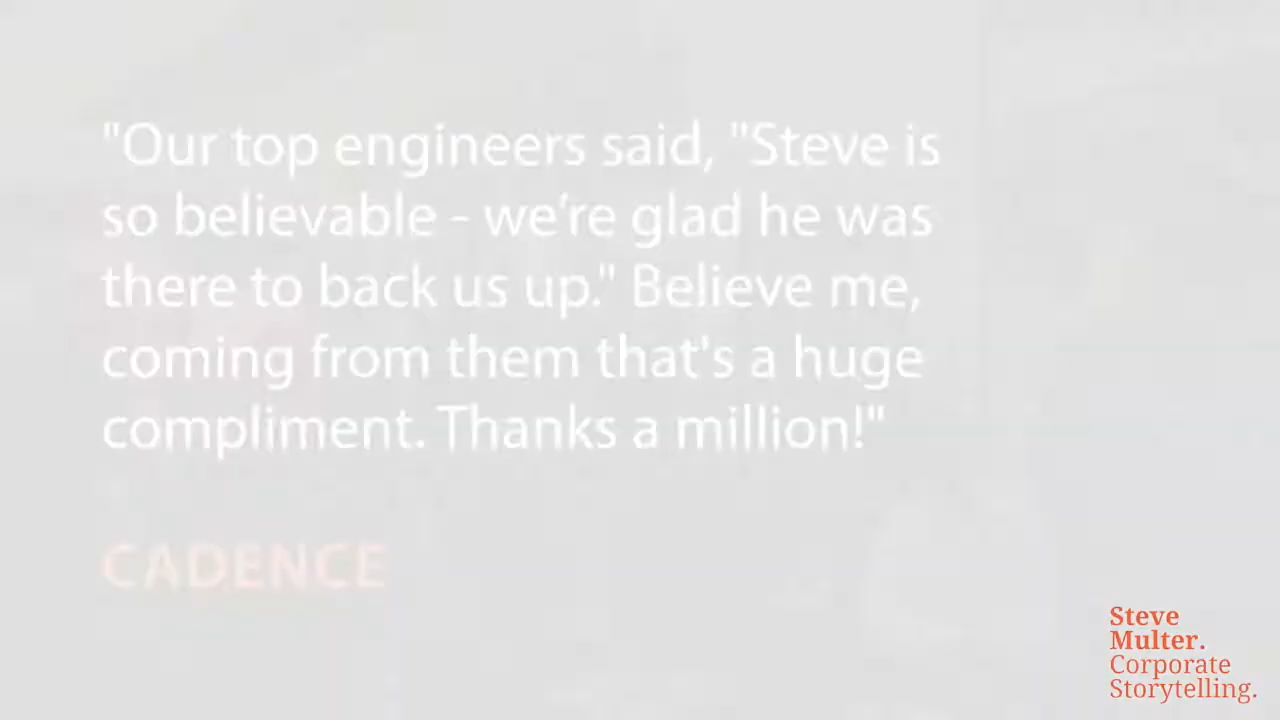 "Our top engineers said, "Steve is
so believable - we're glad he was
there to back us up." Believe me,
coming from them that's a huge
compliment. Thanks a million!"
CADENCE
Steve
Multer.
Corporate
Storytelling.